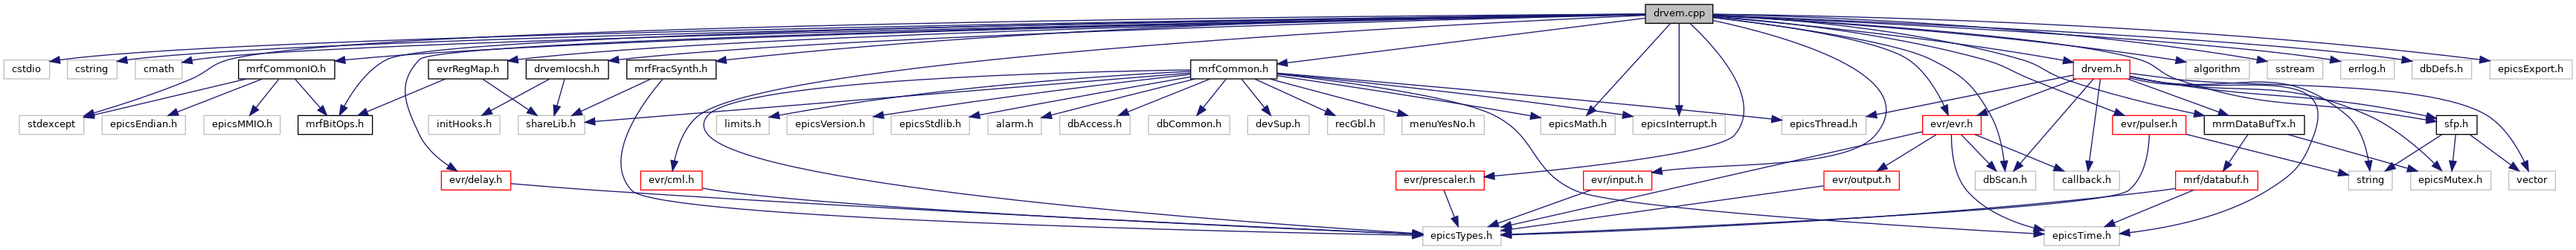 drvem.cpp
cstdio
cstring
cmath
mrfCommonIO.h
evrRegMap.h
drvemIocsh.h
mrfFracSynth.h
mrfCommon.h
drvem.h
algorithm
sstream
errlog.h
dbDefs.h
epicsExport.h
stdexcept
epicsEndian.h
epicsMMIO.h
mrfBitOps.h
initHooks.h
shareLib.h
limits.h
epicsVersion.h
epicsStdlib.h
alarm.h
dbAccess.h
dbCommon.h
devSup.h
recGbl.h
menuYesNo.h
epicsMath.h
epicsInterrupt.h
epicsThread.h
evr/evr.h
evr/pulser.h
mrmDataBufTx.h
sfp.h
evr/delay.h
evr/cml.h
evr/prescaler.h
evr/input.h
evr/output.h
dbScan.h
callback.h
mrf/databuf.h
string
epicsMutex.h
vector
epicsTypes.h
epicsTime.h